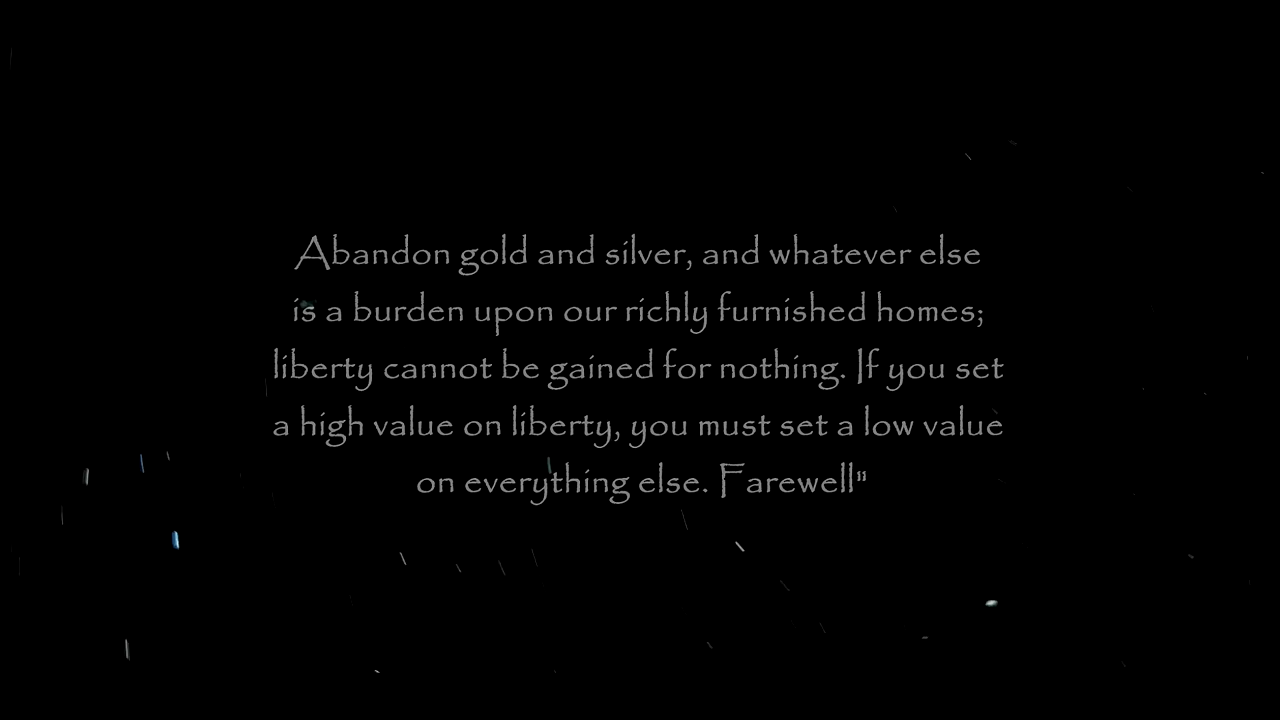 Abandon gold and silver, and whatever else
is a burden upon our richly furnished homes;
liberty cannot be gained for nothing. If you set
a high value on liberty, you must set a low value
on everything else. Farewell"